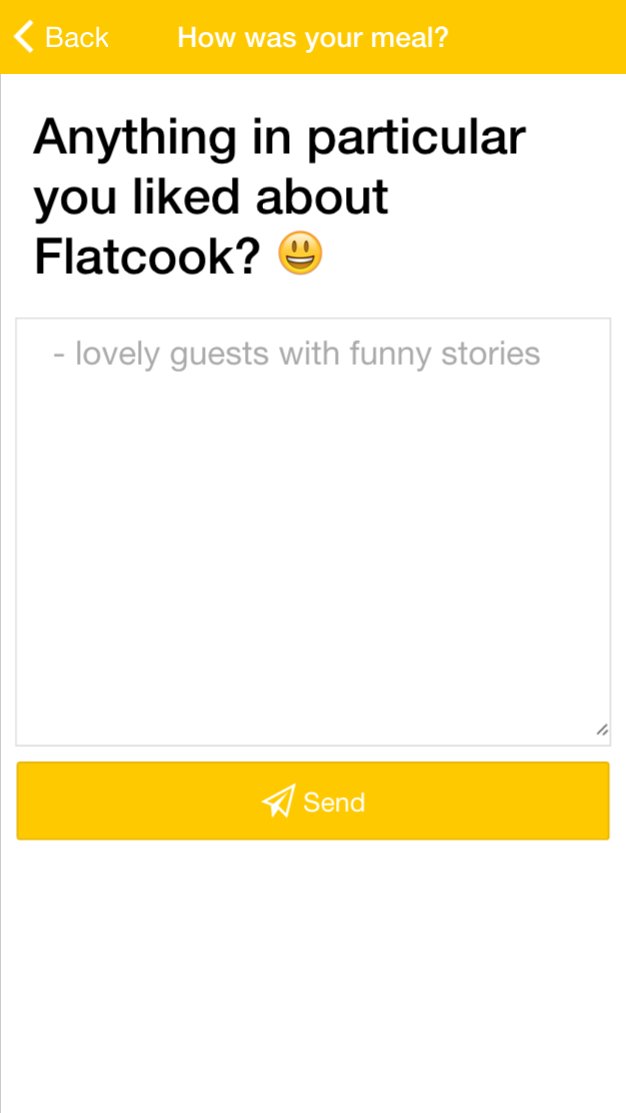 Back
How was your meal?
Anything in particular
you liked about
Flatcook? 😃
- lovely guests with funny stories
Send